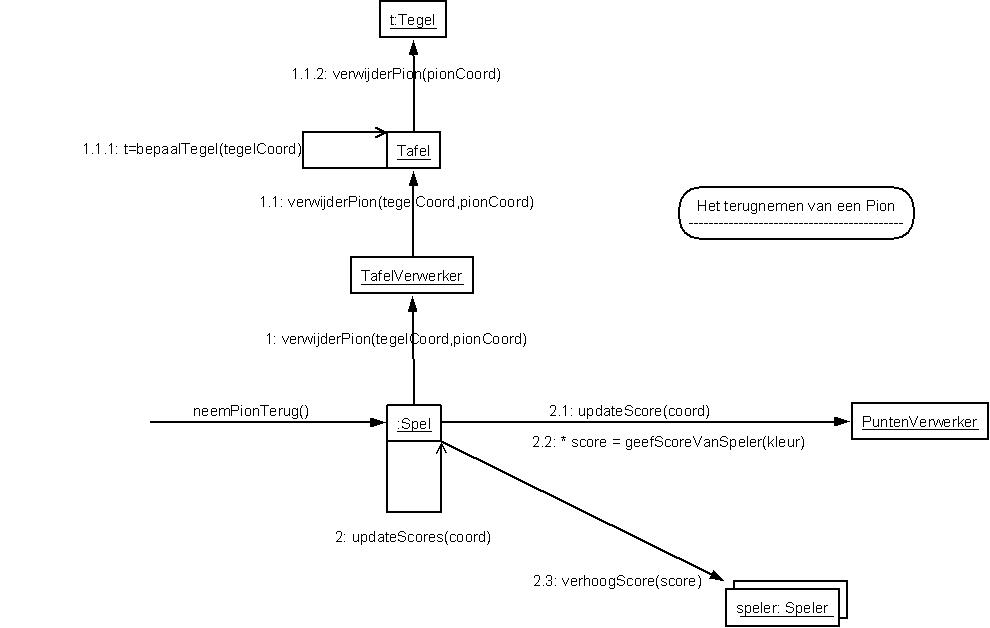 t:Tegel
1.1.2: verwijderPion(pionCoord)
1.1.1: t=bepaalTegel(tegelCoord)
Tafel
1.1: verwijderPion(tegelCoord,pionCoord)
Het terugnemen van een Pion
TafelVerwerker
1: verwijderPion(tegelCoord,pionCoord)
neemPionTerug()
:Spel
2.1: updateScore(coord)
PuntenVerwerker
2.2: * score = geefScoreVanSpeler(kleur)
2: updateScores(coord)
2.3: verhoogScore(score)
speler: Speler